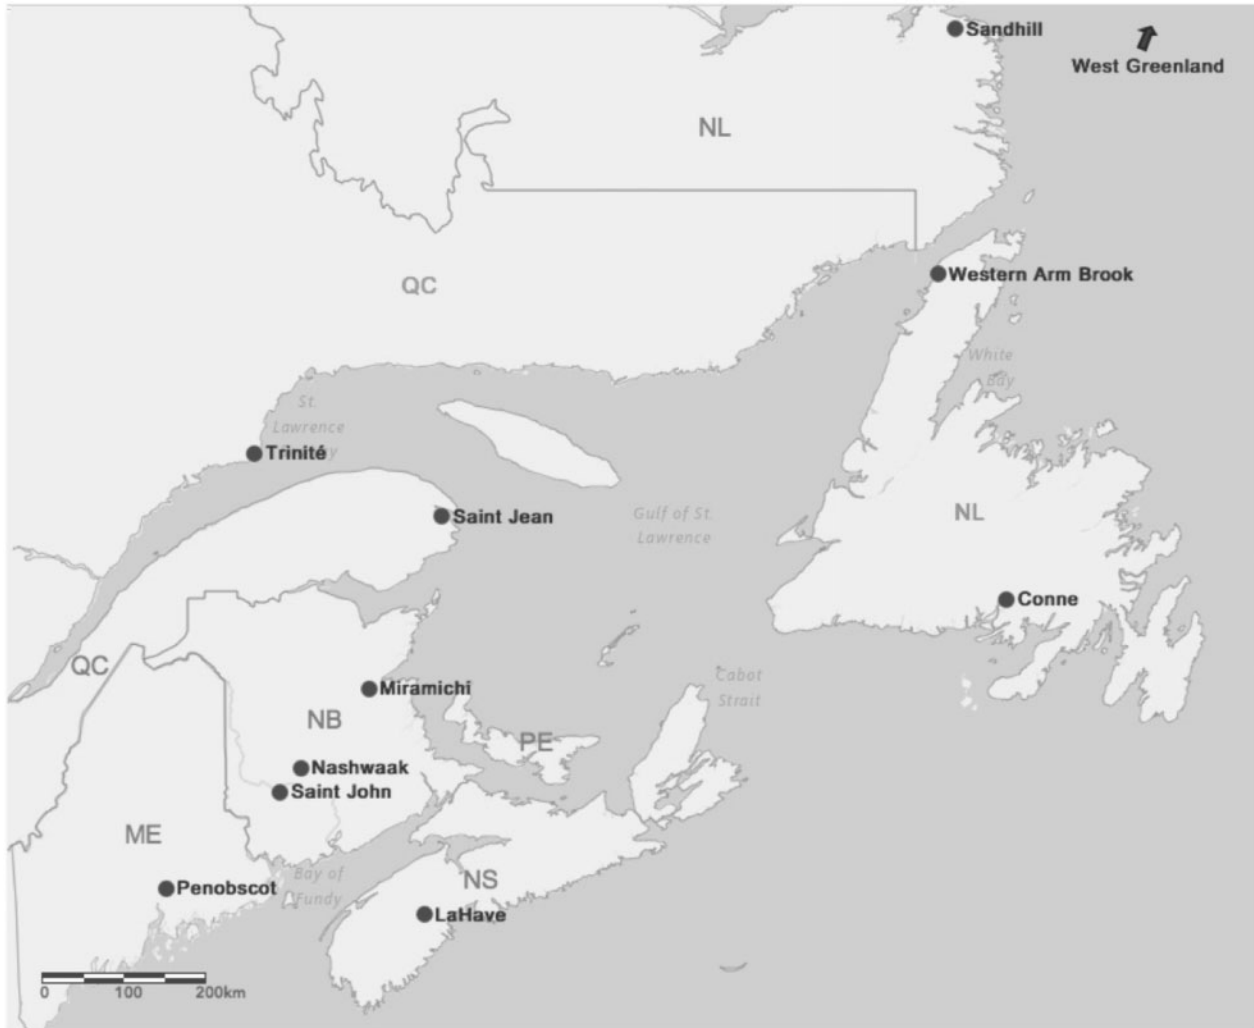 Sandhill
West Greenland
NL
QC
Western Arm Brook
White
Bay
St.
Lawrence
Trinité
Saint Jean
Gulf of St.
Lawrence
NL
Conne
QC
Cabot
Strait
Miramichi
NB
PE
Nashwaak
Saint John
ME
Bay of
Fundy
NS
Penobscot
LaHave
0 100 200km